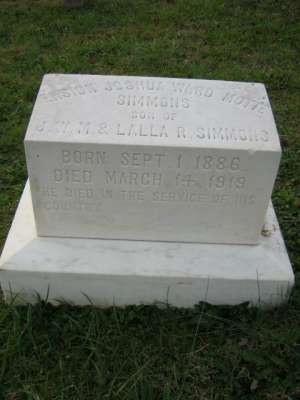 ENSIGN JOSHUA WARD MOTTE
SIMMONS
SON OF
J. W. M. & LALLA R. SIMMONS
BORN SEPT. 1 1886
DIED MARCH 14 1919
HE DIED IN THE SERVICE OF HIS
COUNTRY